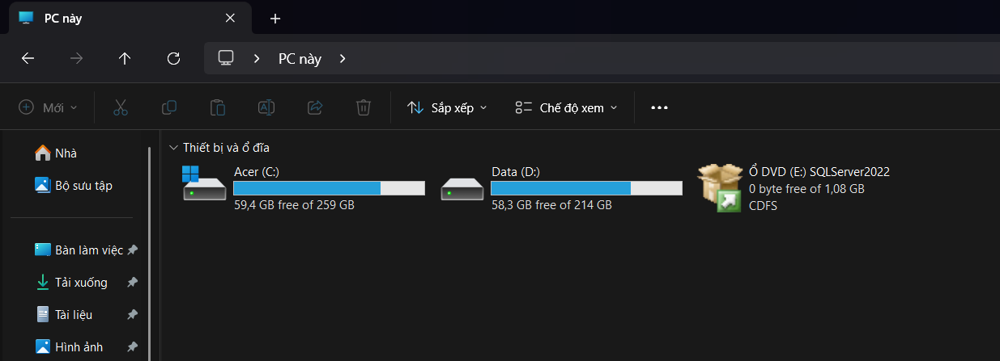 PC này
PC này
Mới
Sắp xếp
Chế độ xem
Nhà
Bộ sưu tập
Bàn làm việc
Tải xuống
Tài liệu
Hình ảnh
Thiết bị và ổ đĩa
Acer (C:)
59,4 GB free of 259 GB
Data (D:)
58,3 GB free of 214 GB
Ổ DVD (E:) SQLServer2022
0 byte free of 1,08 GB
CDFS